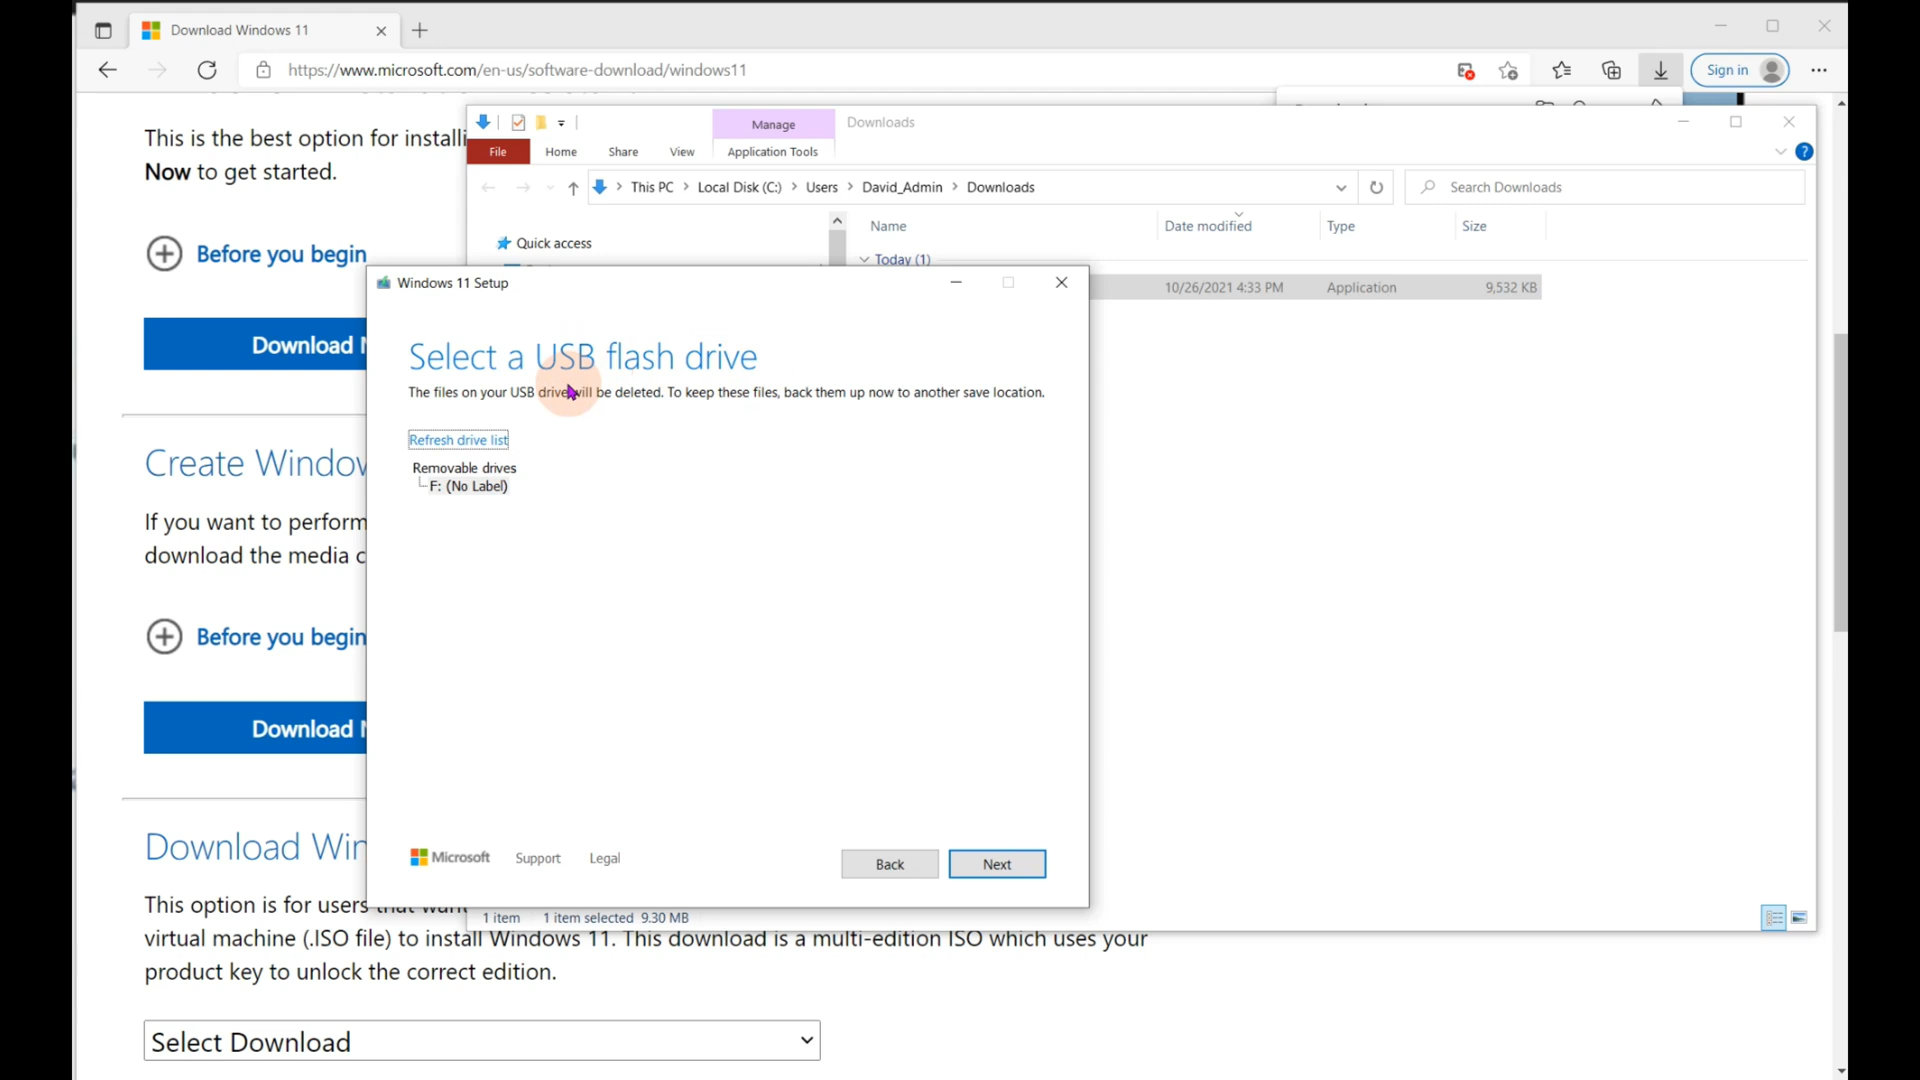 Download Windows 11
https://www.microsoft.com/en-us/software-download/windows11
Sign in
This is the best option for installi
Now to get started.
Before you begin
Download N
Create Window
If you want to perform
download the media c
Before you begin
Download N
Download Win
This option is for users that want
virtual machine (.ISO file) to install Windows 11. This download is a multi-edition ISO which uses your
product key to unlock the correct edition.
Select Download
Manage
Downloads
File
Home
Share
View
Application Tools
This PC > Local Disk (C:) > Users > David_Admin > Downloads
Search Downloads
Quick access
Name
Date modified
Type
Size
Today (1)
10/26/2021 4:33 PM
Application
9,532 KB
1 item
1 item selected 9.30 MB
Windows 11 Setup
Select a USB flash drive
The files on your USB drive will be deleted. To keep these files, back them up now to another save location.
Refresh drive list
Removable drives
F: (No Label)
Microsoft
Support
Legal
Back
Next